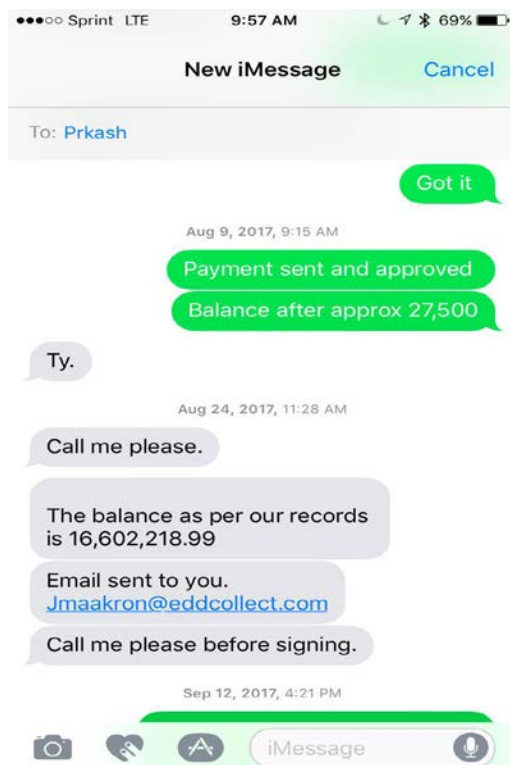 Sprint LTE 9:57 AM 69%
New iMessage Cancel
To: Prkash
Got it
Aug 9, 2017, 9:15 AM
Payment sent and approved
Balance after approx 27,500
Ty.
Aug 24, 2017, 11:28 AM
Call me please.
The balance as per our records
is 16,602,218.99
Email sent to you.
Jmaakron@eddcollect.com
Call me please before signing.
Sep 12, 2017, 4:21 PM
iMessage